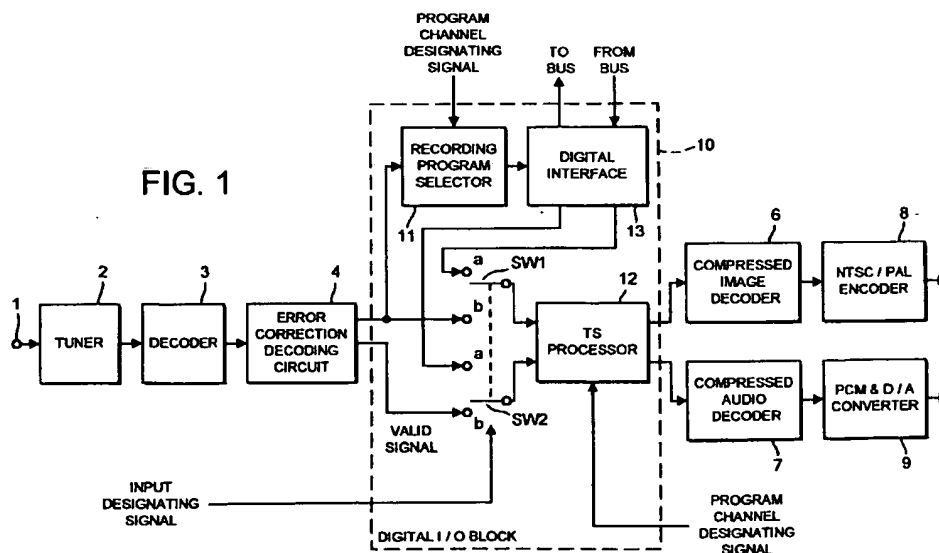 PROGRAM
CHANNEL
DESIGNATING
SIGNAL
TO
BUS
FROM
BUS
FIG. 1
RECORDING
PROGRAM
SELECTOR
11
DIGITAL
INTERFACE
13
10
1
2
TUNER
3
DECODER
4
ERROR
CORRECTION
DECODING
CIRCUIT
a
SW1
b
a
SW2
b
VALID
SIGNAL
12
TS
PROCESSOR
6
COMPRESSED
IMAGE
DECODER
8
NTSC / PAL
ENCODER
COMPRESSED
AUDIO
DECODER
7
PCM & D / A
CONVERTER
9
INPUT
DESIGNATING
SIGNAL
DIGITAL I / O BLOCK
PROGRAM
CHANNEL
DESIGNATING
SIGNAL